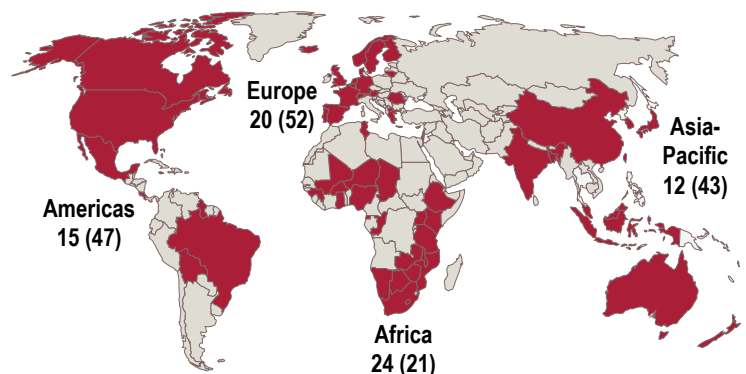 Europe
20 (52)
Asia-
Pacific
12 (43)
Americas
15 (47)
Africa
24 (21)